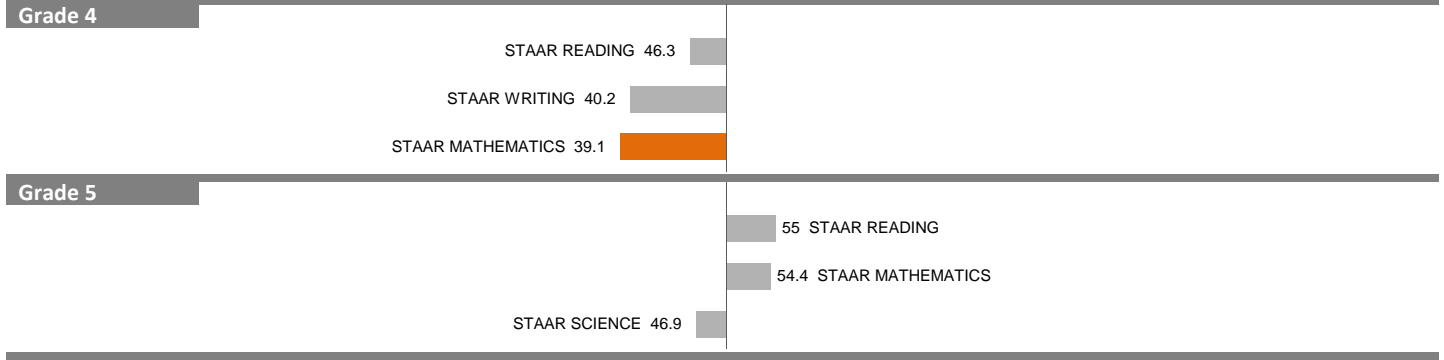 Grade 4
STAAR READING 46.3
STAAR WRITING 40.2
STAAR MATHEMATICS 39.1
Grade 5
55 STAAR READING
54.4 STAAR MATHEMATICS
STAAR SCIENCE 46.9